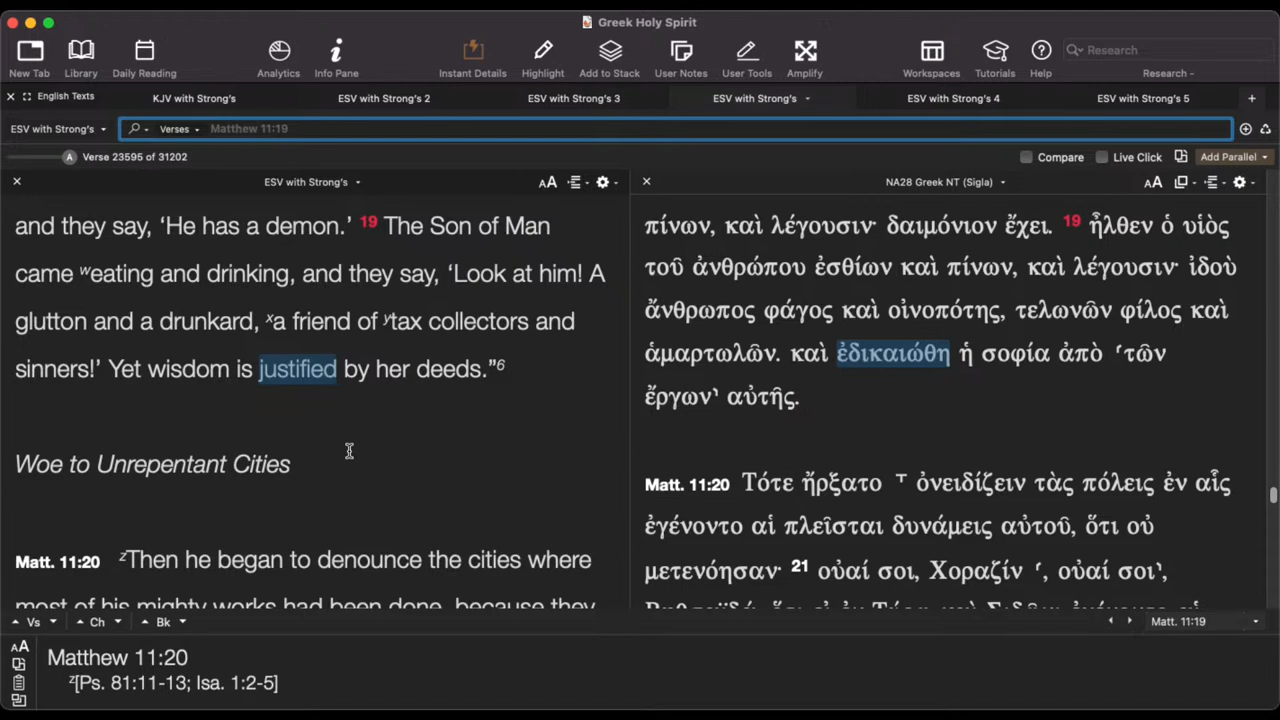 Greek Holy Spirit
New Tab Library Daily Reading Analytics Info Pane Instant Details Highlight Add to Stack User Notes User Tools Amplify Workspaces Tutorials Help Research
Research
English Texts KJV with Strong's ESV with Strong's 2 ESV with Strong's 3 ESV with Strong's ESV with Strong's 4 ESV with Strong's 5
ESV with Strong's Verses Matthew 11:19
A Verse 23595 of 31202 Compare Live Click Add Parallel
ESV with Strong's
and they say, ‘He has a demon.’ 19 The Son of Man
came ʷeating and drinking, and they say, ‘Look at him! A
glutton and a drunkard, ˣa friend of ʸtax collectors and
sinners!’ Yet wisdom is justified by her deeds.”⁶
Woe to Unrepentant Cities
Matt. 11:20 ᶻThen he began to denounce the cities where
most of his mighty works had been done, because they
NA28 Greek NT (Sigla)
πίνων, καὶ λέγουσιν· δαιμόνιον ἔχει. 19 ἦλθεν ὁ υἱὸς
τοῦ ἀνθρώπου ἐσθίων καὶ πίνων, καὶ λέγουσιν· ἰδοὺ
ἄνθρωπος φάγος καὶ οἰνοπότης, τελωνῶν φίλος καὶ
ἁμαρτωλῶν. καὶ ἐδικαιώθη ἡ σοφία ἀπὸ ⸂τῶν
ἔργων⸃ αὐτῆς.
Matt. 11:20 Τότε ἤρξατο ⸆ ὀνειδίζειν τὰς πόλεις ἐν αἷς
ἐγένοντο αἱ πλεῖσται δυνάμεις αὐτοῦ, ὅτι οὐ
μετενόησαν· 21 οὐαί σοι, Χοραζίν ⸂, οὐαί σοι⸃,
Vs Ch Bk Matt. 11:19
Matthew 11:20
ᶻ[Ps. 81:11-13; Isa. 1:2-5]